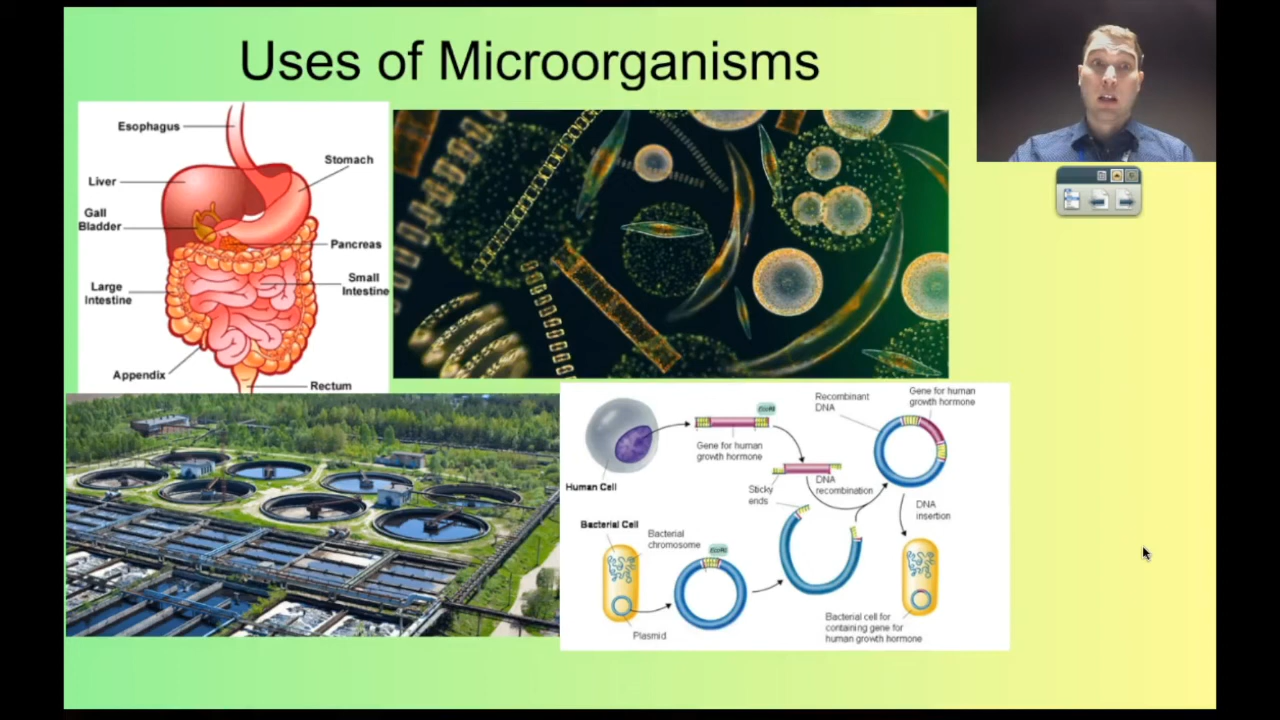 Uses of Microorganisms
Esophagus
Stomach
Liver
Gall
Bladder
Pancreas
Large
Intestine
Small
Intestine
Appendix
Rectum
Human Cell
EcoRI
Gene for human
growth hormone
Sticky
ends
DNA
recombination
Recombinant
DNA
Gene for human
growth hormone
DNA
insertion
Bacterial Cell
Bacterial
chromosome
EcoRI
Plasmid
Bacterial cell for
containing gene for
human growth hormone